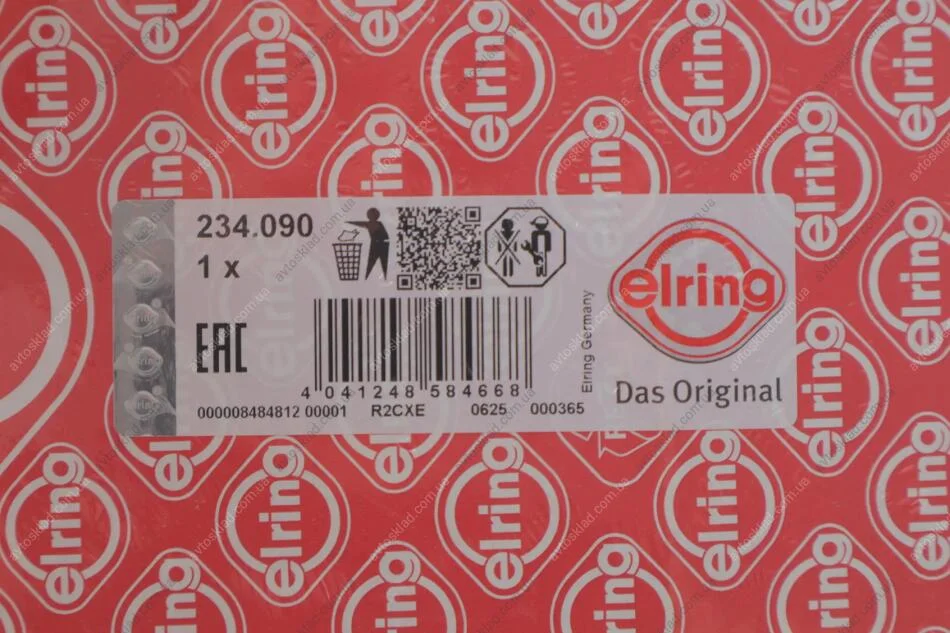 234.090
1 x
EAC
4 041248 584668
000008484812 00001 R2CXE 0625 000365
Elring Germany
elring
Das Original